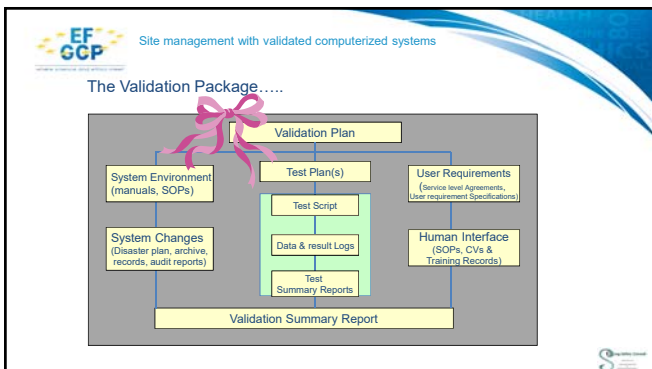 EF
GCP
Site management with validated computerized systems
The Validation Package…..
Validation Plan
System Environment
(manuals, SOPs)
Test Plan(s)
User Requirements
(Service level Agreements,
User requirement Specifications)
Test Script
System Changes
(Disaster plan, archive,
records, audit reports)
Data & result Logs
Human Interface
(SOPs, CVs &
Training Records)
Test
Summary Reports
Validation Summary Report